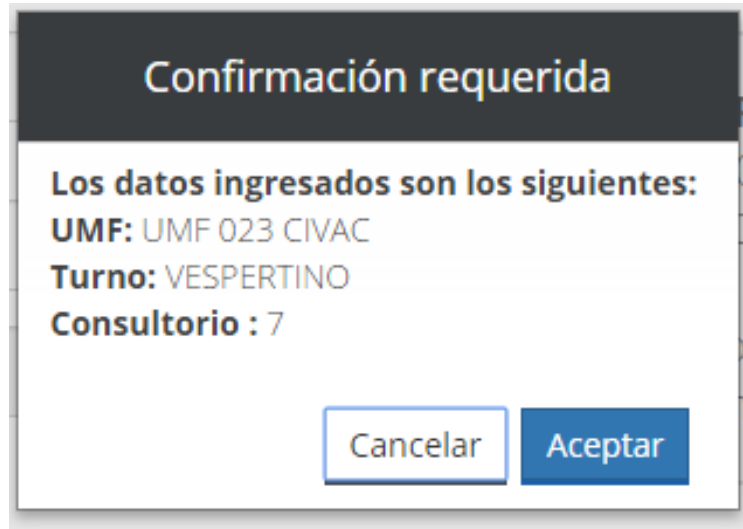 Confirmación requerida
Los datos ingresados son los siguientes:
UMF: UMF 023 CIVAC
Turno: VESPERTINO
Consultorio : 7
Cancelar
Aceptar